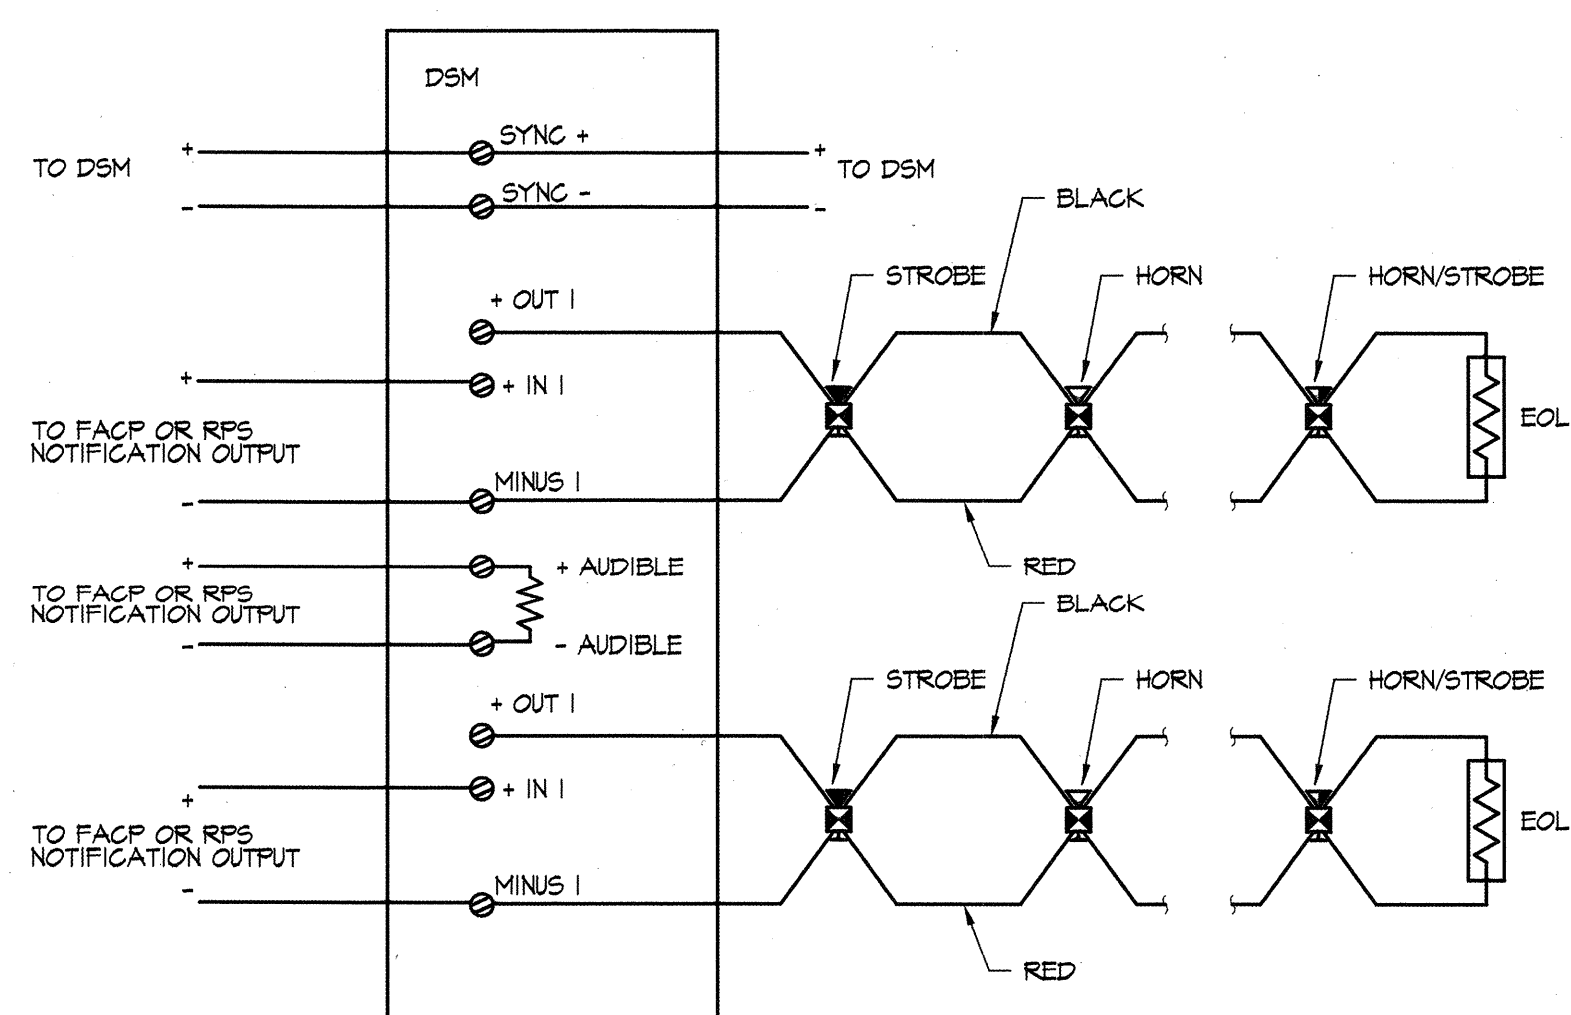 DSM
SYNC +
+ +
TO DSM TO DSM
SYNC -
- -
BLACK
STROBE HORN HORN/STROBE
+ OUT 1
+ + IN 1
TO FACP OR RPS
NOTIFICATION OUTPUT
EOL
MINUS 1
-
RED
+ + AUDIBLE
TO FACP OR RPS
NOTIFICATION OUTPUT
- - AUDIBLE
BLACK
STROBE HORN HORN/STROBE
+ OUT 1
+ + IN 1
TO FACP OR RPS
NOTIFICATION OUTPUT
EOL
MINUS 1
-
RED